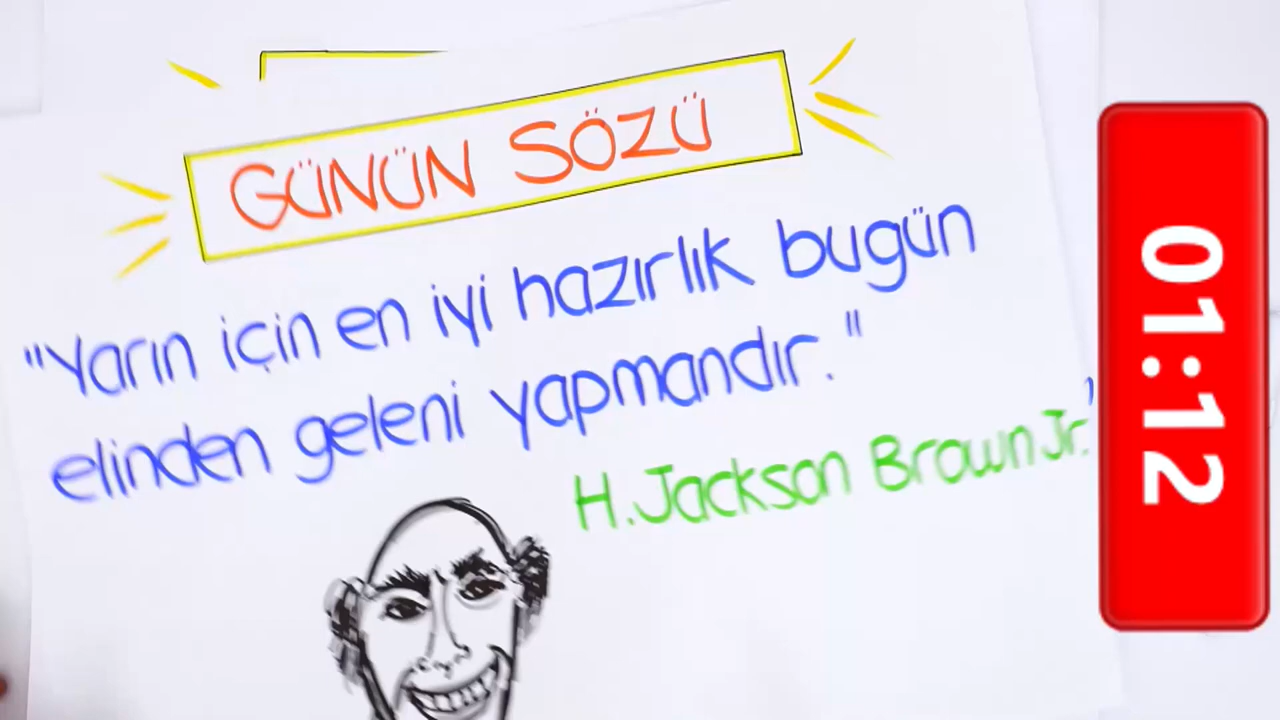 GÜNÜN SÖZÜ
"Yarın için en iyi hazırlık bugün
elinden geleni yapmandır."
H. Jackson Brown Jr.
01:12